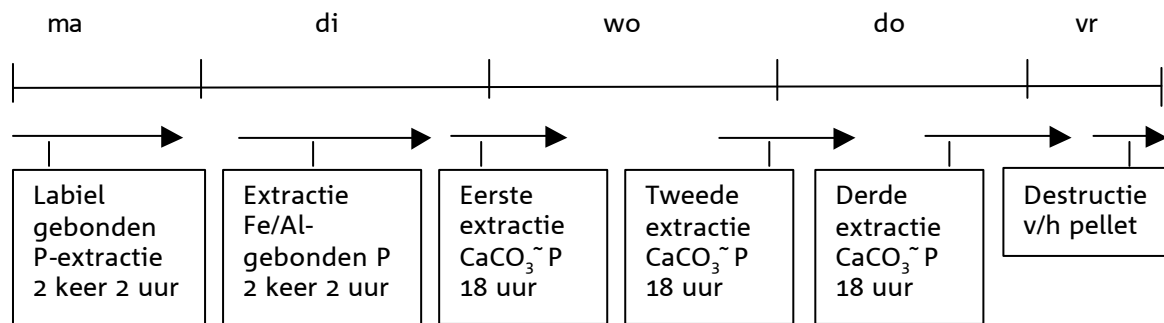 ma di wo do vr
Labiel
gebonden
P-extractie
2 keer 2 uur
Extractie
Fe/Al-
gebonden P
2 keer 2 uur
Eerste
extractie
CaCO₃~ P
18 uur
Tweede
extractie
CaCO₃~ P
18 uur
Derde
extractie
CaCO₃~ P
18 uur
Destructie
v/h pellet